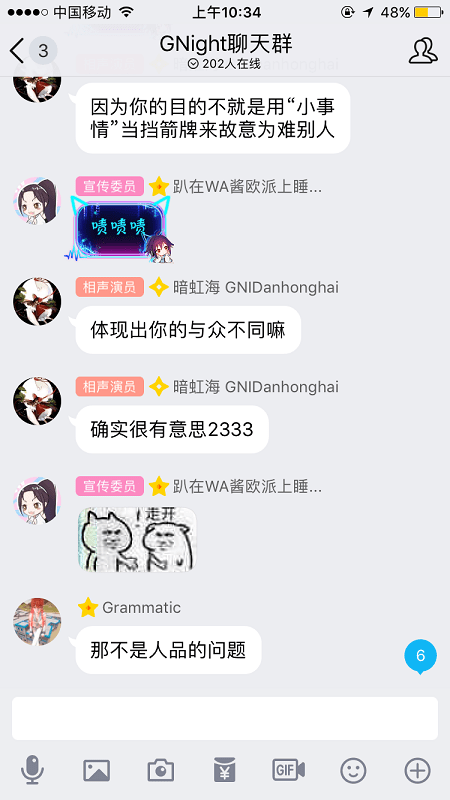 中国移动
上午10:34
48%
3
GNight聊天群
202人在线
因为你的目的不就是用“小事
情”当挡箭牌来故意为难别人
宣传委员
趴在WA酱欧派上睡...
啧啧啧
相声演员
暗虹海 GNIDanhonghai
体现出你的与众不同嘛
相声演员
暗虹海 GNIDanhonghai
确实很有意思2333
宣传委员
趴在WA酱欧派上睡...
走开
Grammatic
那不是人品的问题
6
¥
GIF